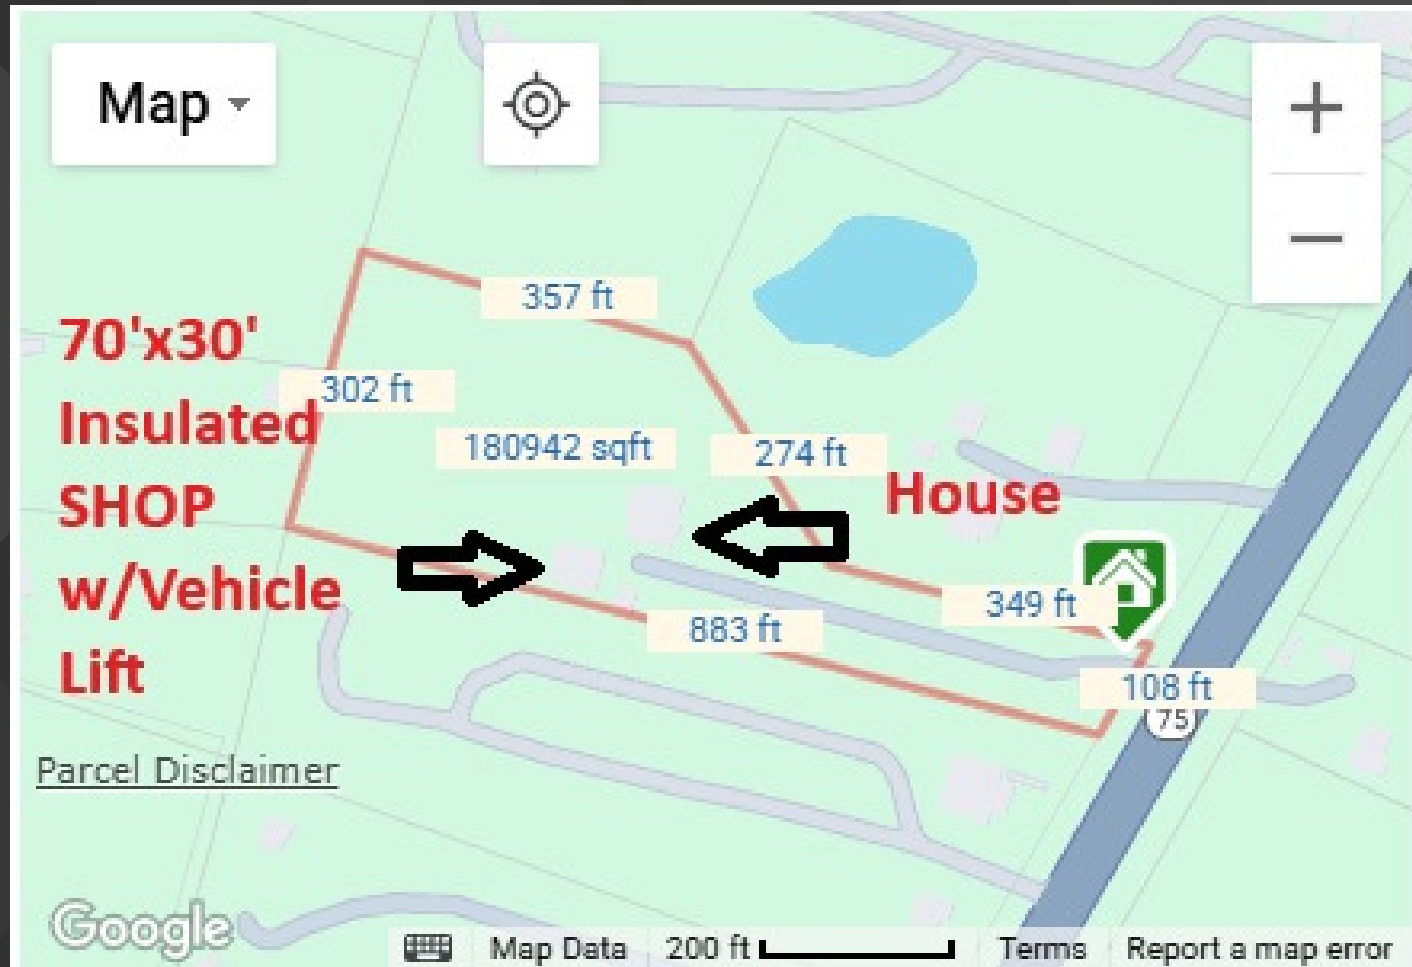 Map
357 ft
70'x30'
302 ft
Insulated
180942 sqft
274 ft
House
SHOP
w/Vehicle
349 ft
883 ft
Lift
108 ft
75
Parcel Disclaimer
Google
Map Data
200 ft
Terms
Report a map error